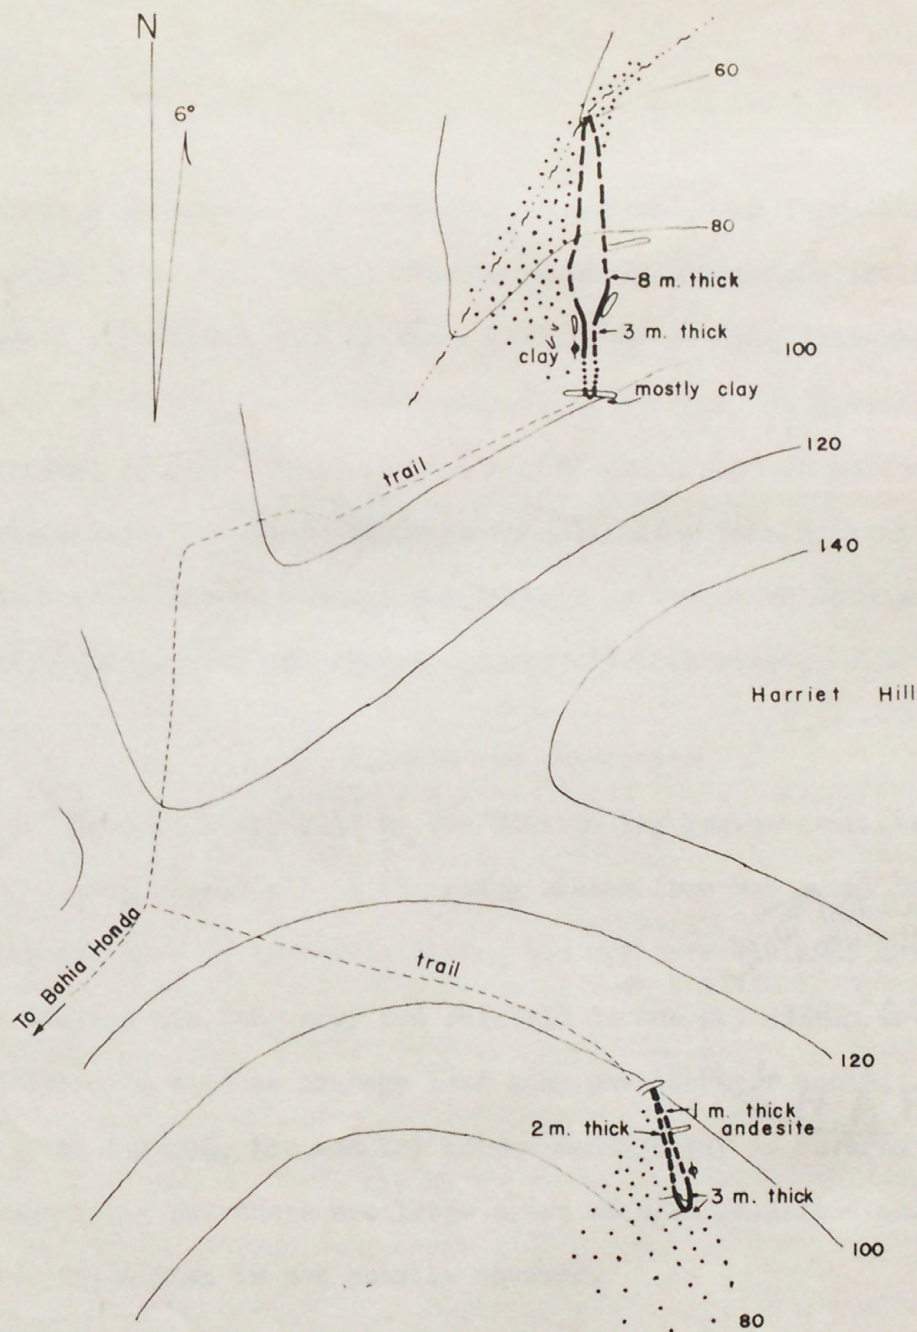 N
6°
60
80
8 m. thick
3 m. thick
clay
100
mostly clay
120
trail
140
Harriet Hill
To Bahia Honda
trail
120
1 m. thick
2 m. thick andesite
3 m. thick
100
80